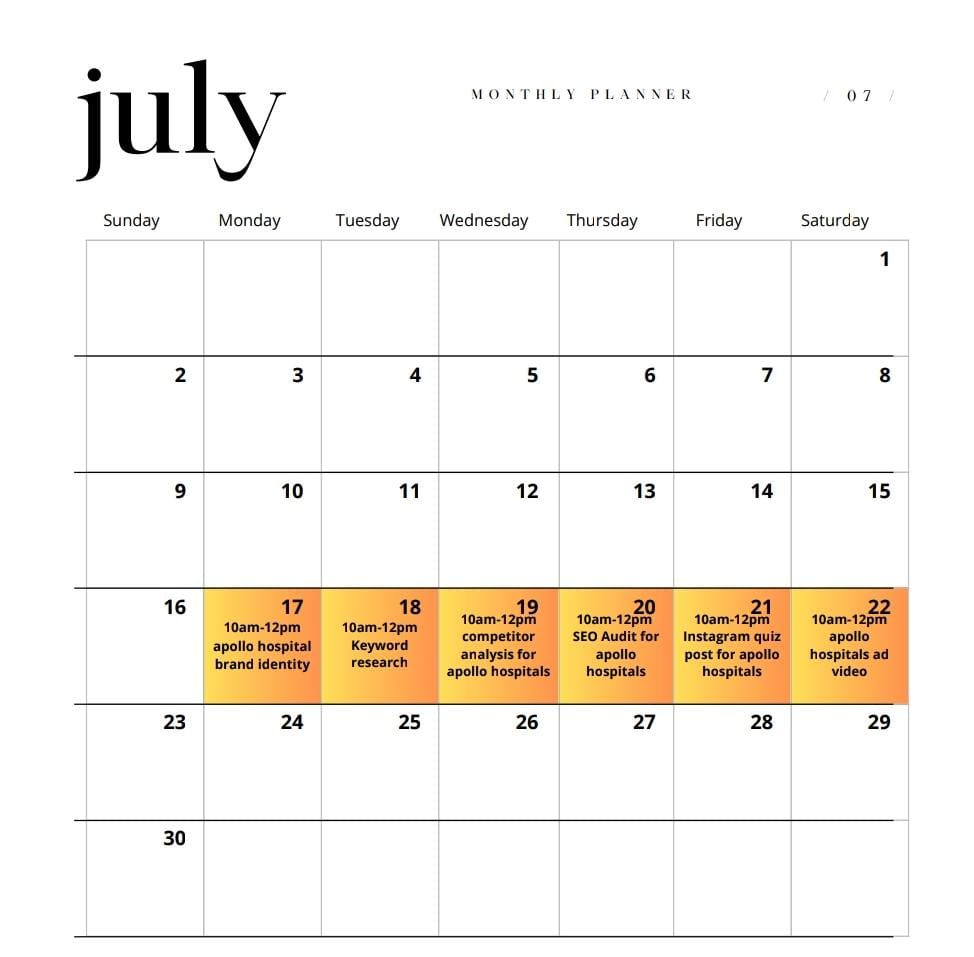 july
MONTHLY PLANNER
/ 07 /
Sunday Monday Tuesday Wednesday Thursday Friday Saturday
1
2 3 4 5 6 7 8
9 10 11 12 13 14 15
16
17
10am-12pm
apollo hospital
brand identity
18
10am-12pm
Keyword
research
19
10am-12pm
competitor
analysis for
apollo hospitals
20
10am-12pm
SEO Audit for
apollo
hospitals
21
10am-12pm
Instagram quiz
post for apollo
hospitals
22
10am-12pm
apollo
hospitals ad
video
23 24 25 26 27 28 29
30